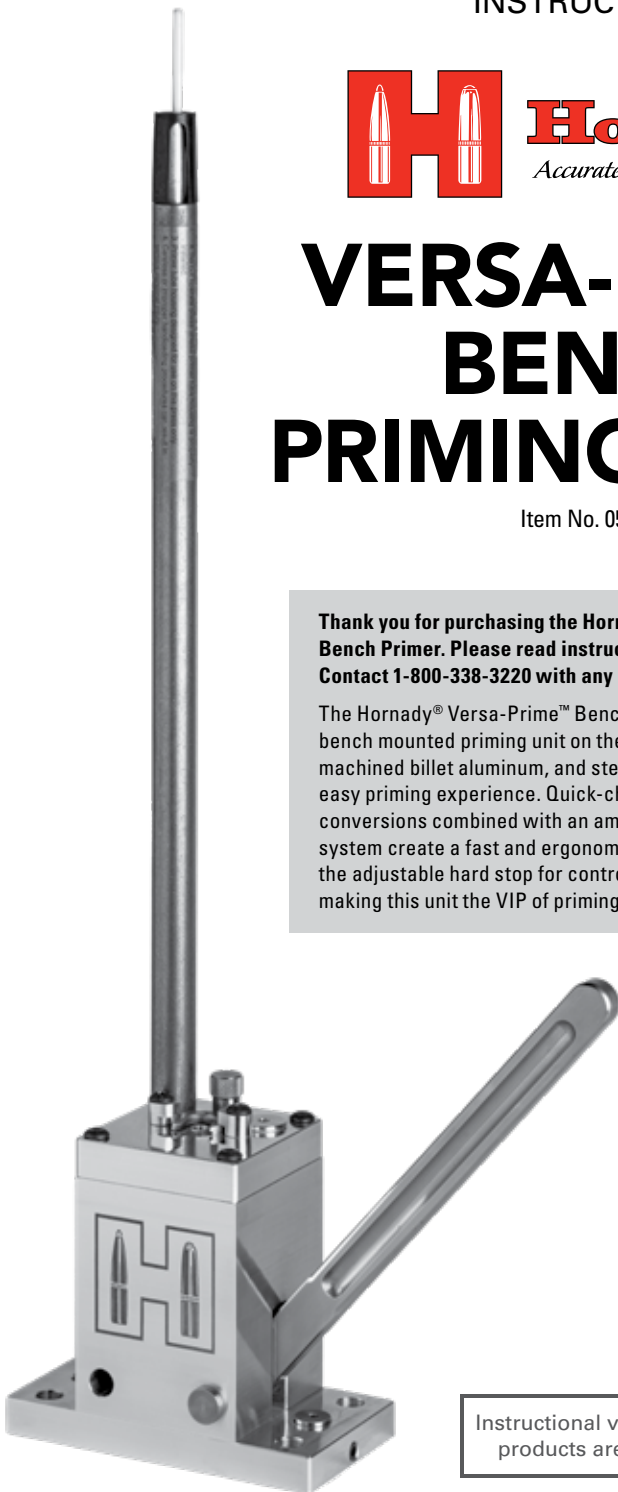 INSTRUC
Ho
Accurate
VERSA-
BEN
PRIMING
Item No. 05
Thank you for purchasing the Horn
Bench Primer. Please read instruc
Contact 1-800-338-3220 with any
The Hornady® Versa-Prime™ Benc
bench mounted priming unit on the
machined billet aluminum, and ste
easy priming experience. Quick-cl
conversions combined with an am
system create a fast and ergonom
the adjustable hard stop for contro
making this unit the VIP of priming
Instructional v
products are